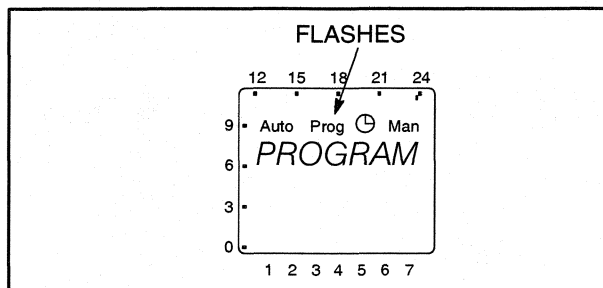 FLASHES
12 15 18 21 24
9 Auto Prog Man
PROGRAM
6
3
0
1 2 3 4 5 6 7